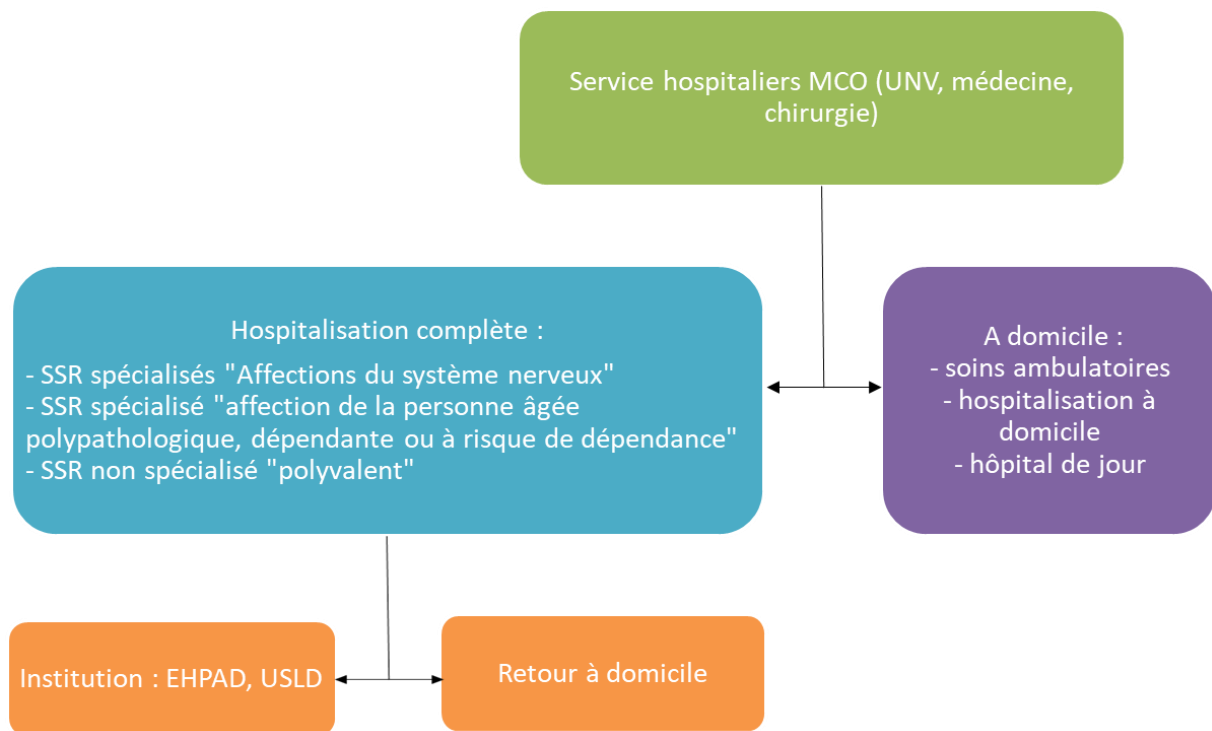 Service hospitaliers MCO (UNV, médecine,
chirurgie)
Hospitalisation complète :
- SSR spécialisés "Affections du système nerveux"
- SSR spécialisé "affection de la personne âgée
polypathologique, dépendante ou à risque de dépendance"
- SSR non spécialisé "polyvalent"
A domicile :
- soins ambulatoires
- hospitalisation à
domicile
- hôpital de jour
Institution : EHPAD, USLD
Retour à domicile